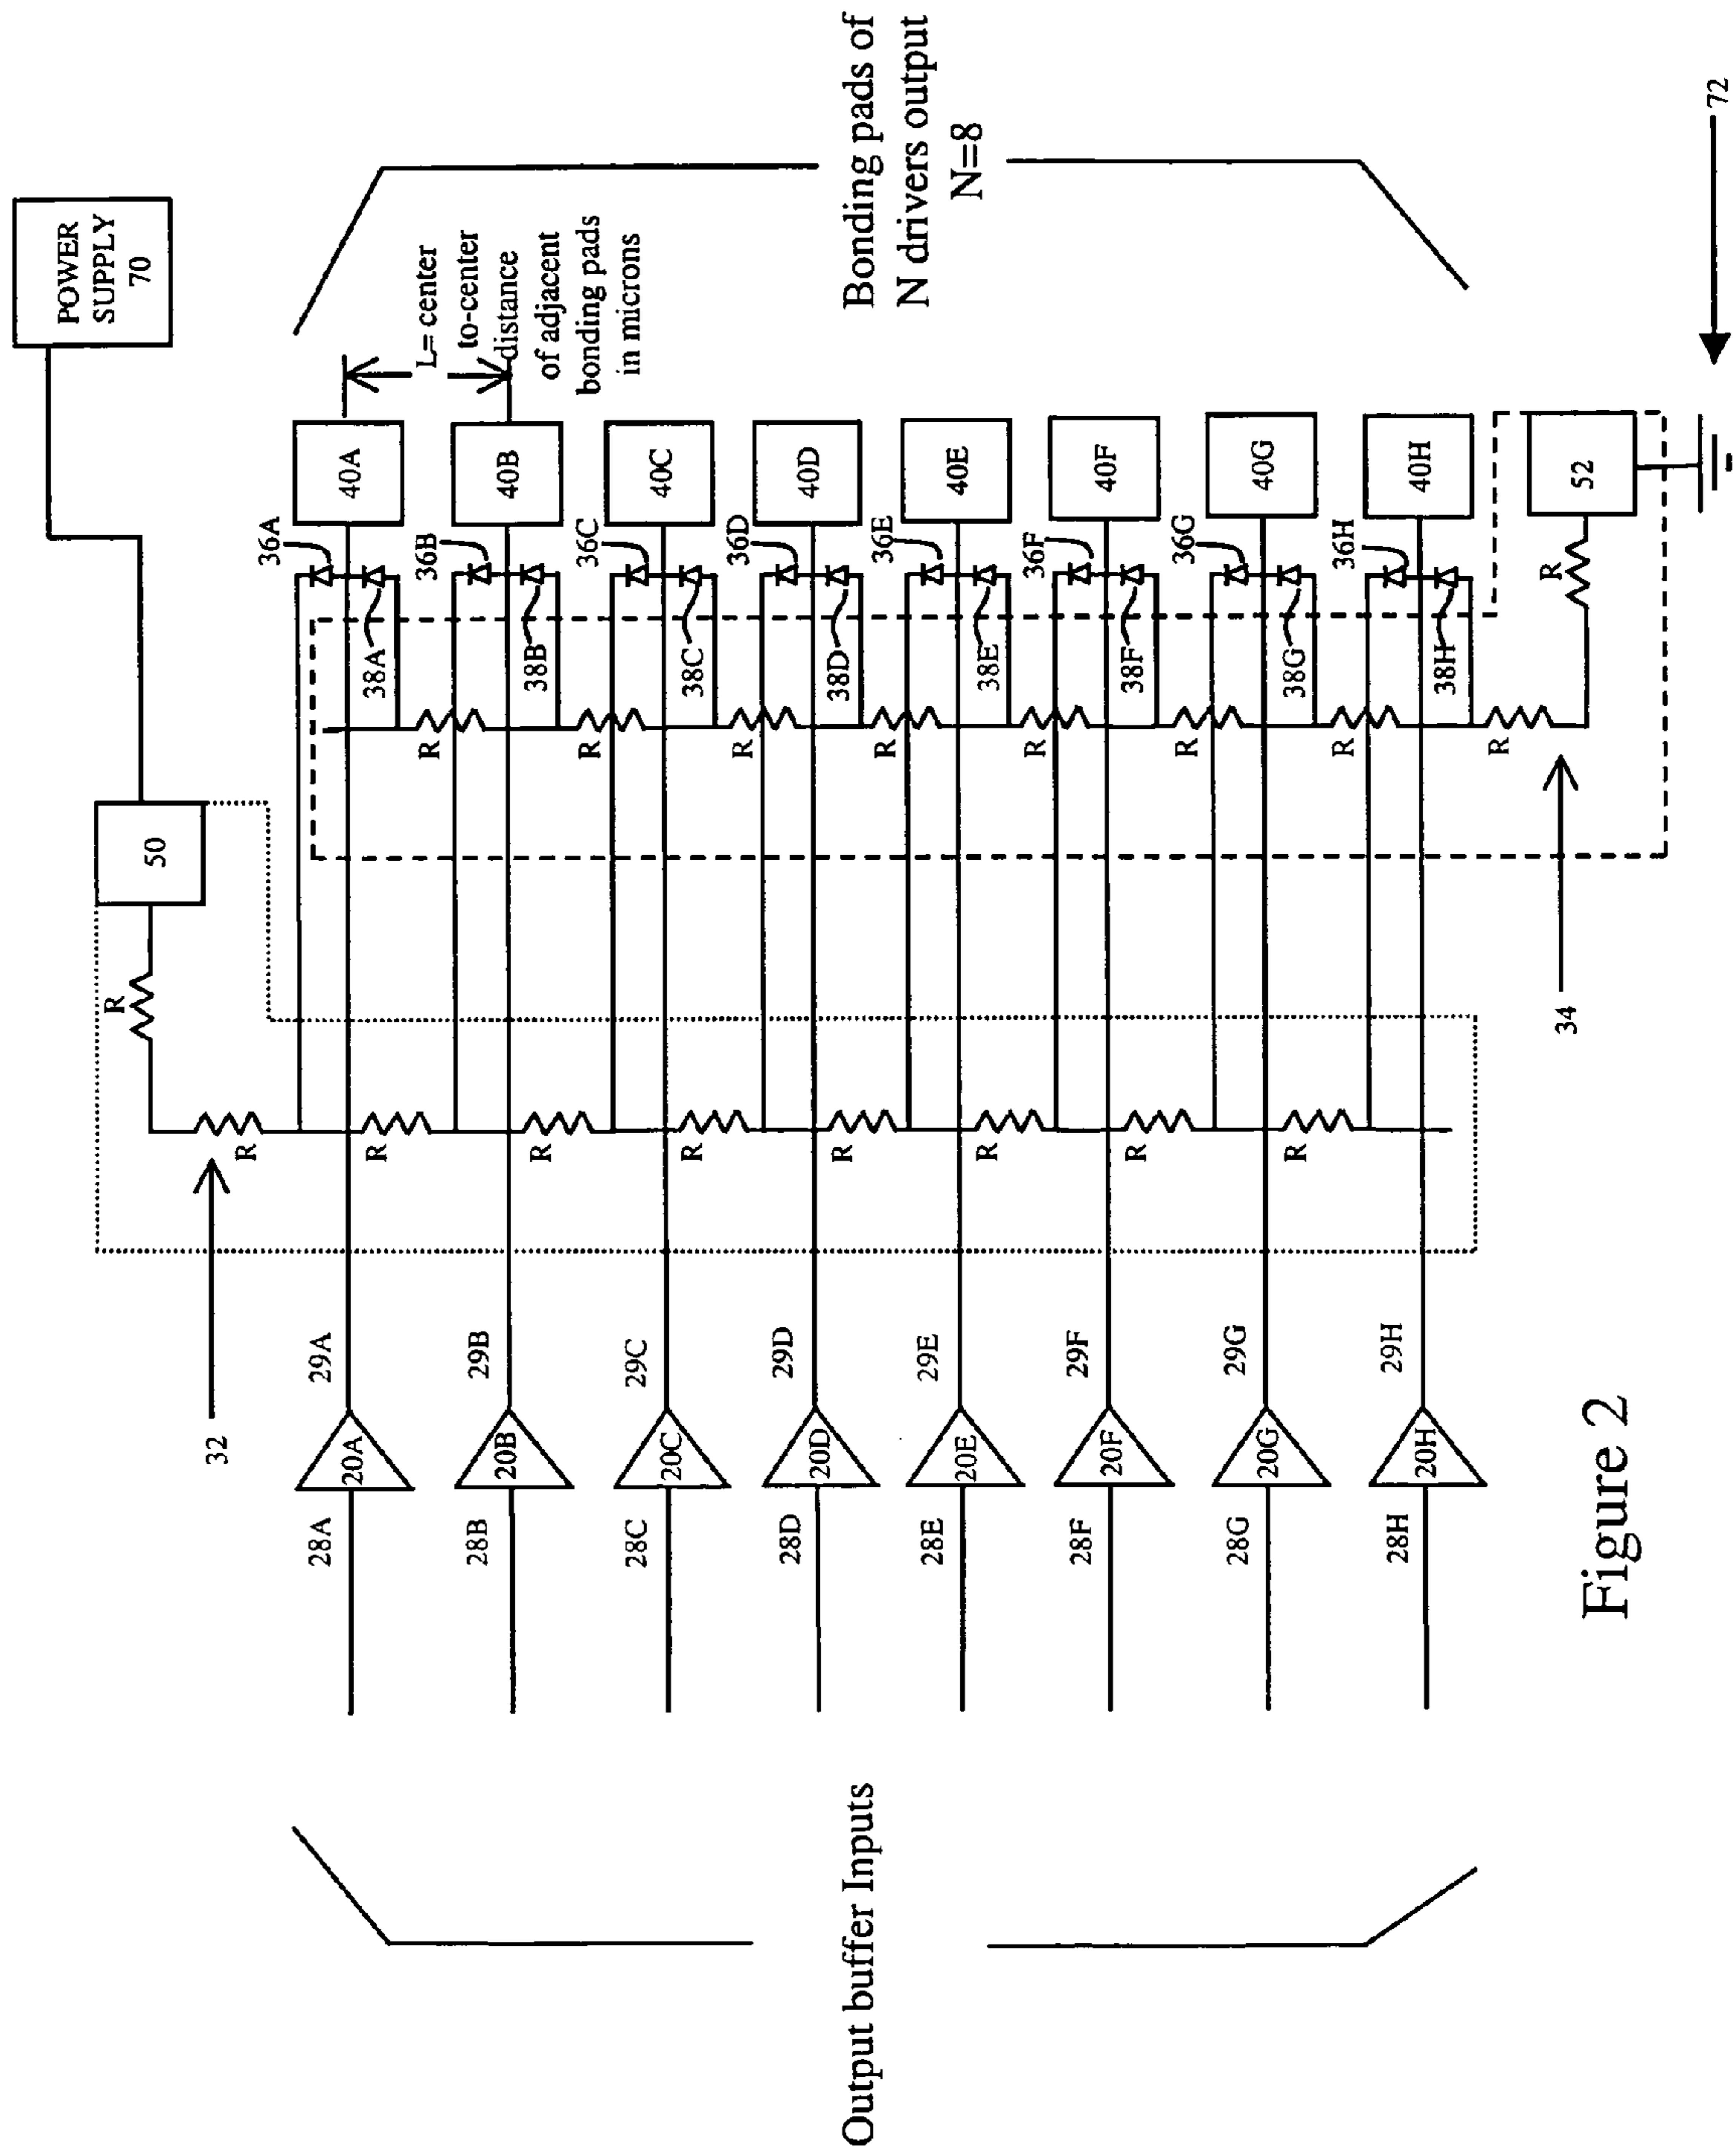 POWER
SUPPLY
70
50
R
32
R
R
R
R
R
R
R
R
L= center
to-center
distance
of adjacent
bonding pads
in microns
Bonding pads of
N drivers output
N=8
Output buffer Inputs
28A
20A
29A
36A
38A
40A
28B
20B
29B
36B
38B
40B
28C
20C
29C
36C
38C
40C
28D
20D
29D
36D
38D
40D
28E
20E
29E
36E
38E
40E
28F
20F
29F
36F
38F
40F
28G
20G
29G
36G
38G
40G
28H
20H
29H
36H
38H
40H
R
R
R
R
R
R
R
R
R
52
34
72
Figure 2